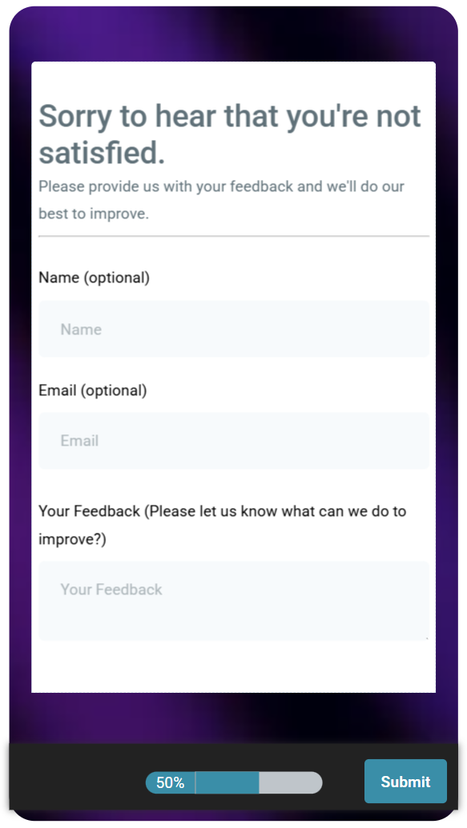 Sorry to hear that you're not
satisfied.
Please provide us with your feedback and we'll do our
best to improve.
Name (optional)
Name
Email (optional)
Email
Your Feedback (Please let us know what can we do to
improve?)
Your Feedback
50%
Submit